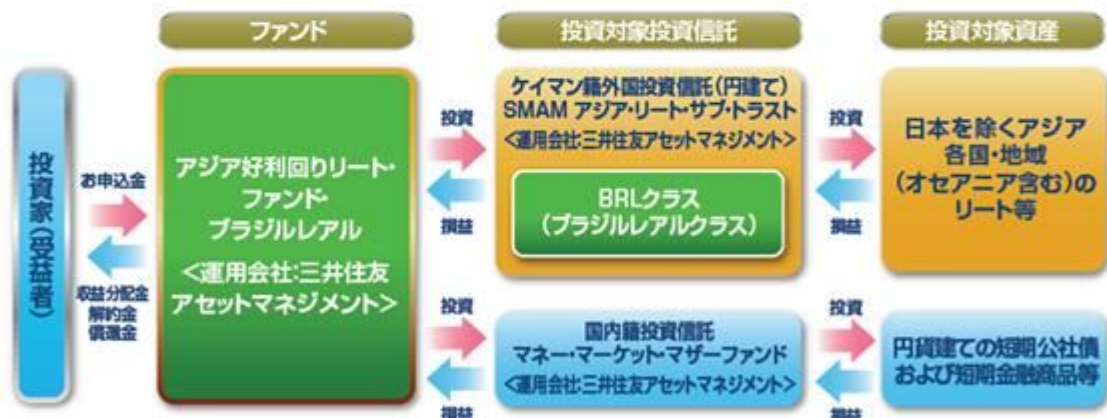 ファンド
投資対象投資信託
投資対象資産
投資家(受益者)
お申込金
収益分配金
解約金
償還金
アジア好利回りリート・
ファンド・
ブラジルレアル
<運用会社:三井住友
アセットマネジメント>
投資
損益
ケイマン籍外国投資信託(円建て)
SMAM アジア・リート・サブ・トラスト
<運用会社:三井住友アセットマネジメント>
BRLクラス
(ブラジルレアルクラス)
投資
損益
日本を除くアジア
各国・地域
(オセアニア含む)の
リート等
投資
損益
国内籍投資信託
マネー・マーケット・マザーファンド
<運用会社:三井住友アセットマネジメント>
投資
損益
円貨建ての短期公社債
および短期金融商品等